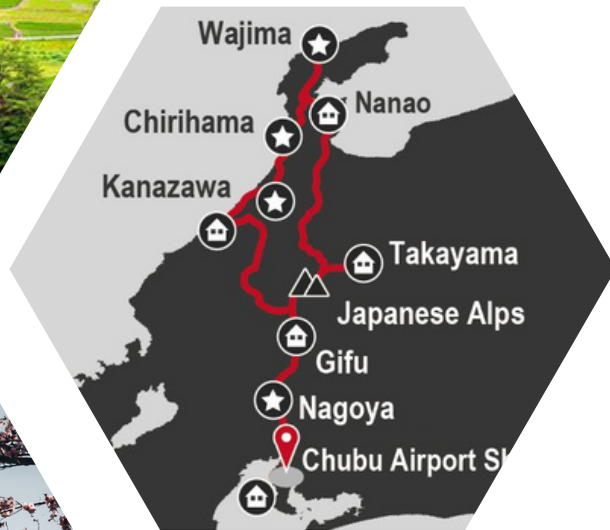 Wajima
Nanao
Chirihama
Kanazawa
Takayama
Japanese Alps
Gifu
Nagoya
Chubu Airport